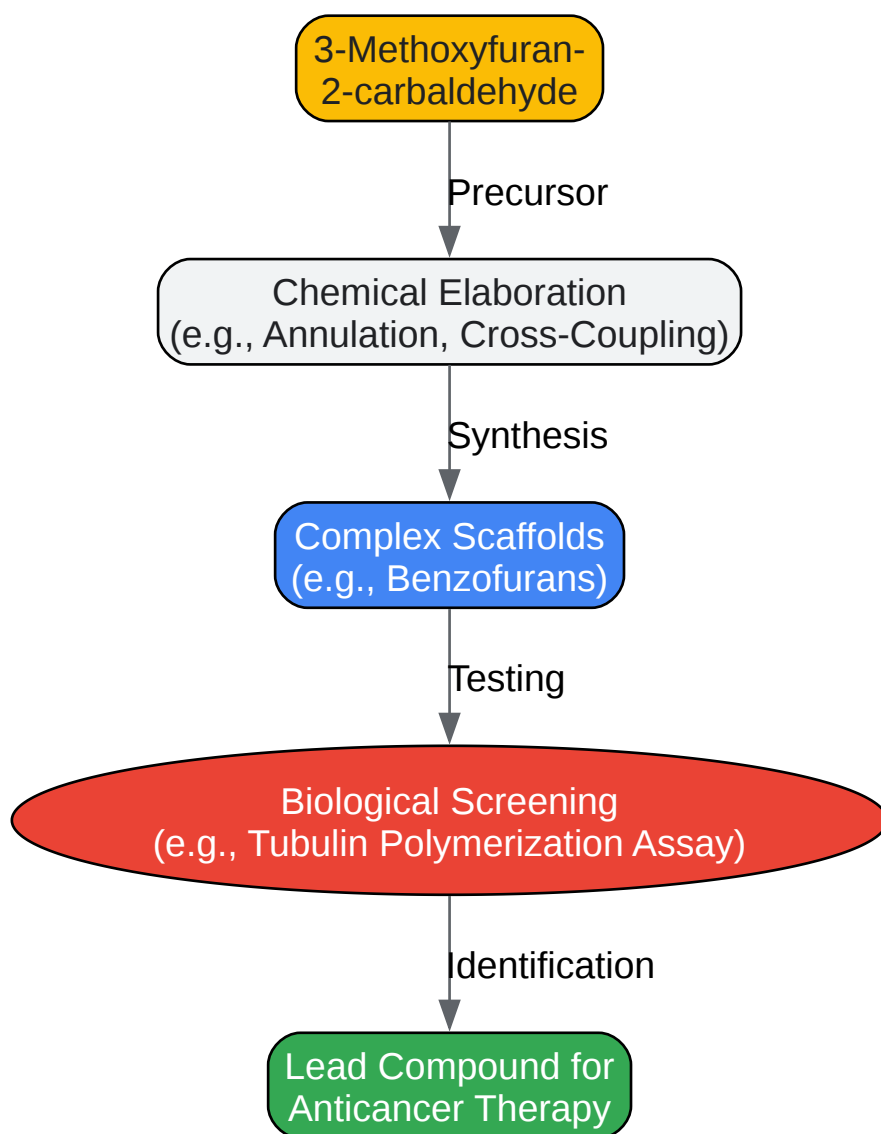 3-Methoxyfuran-
2-carbaldehyde
Precursor
Chemical Elaboration
(e.g., Annulation, Cross-Coupling)
Synthesis
Complex Scaffolds
(e.g., Benzofurans)
Testing
Biological Screening
(e.g., Tubulin Polymerization Assay)
Identification
Lead Compound for
Anticancer Therapy